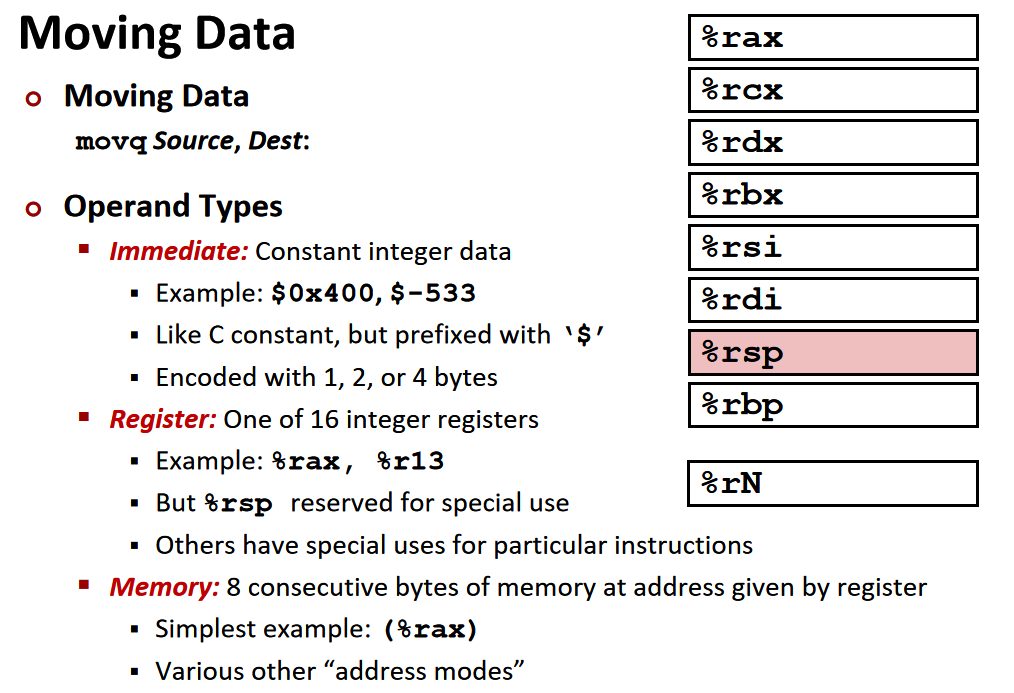 Moving Data
Moving Data
movq Source, Dest:
Operand Types
Immediate: Constant integer data
Example: $0x400, $-533
Like C constant, but prefixed with ‘$’
Encoded with 1, 2, or 4 bytes
Register: One of 16 integer registers
Example: %rax, %r13
But %rsp reserved for special use
Others have special uses for particular instructions
Memory: 8 consecutive bytes of memory at address given by register
Simplest example: (%rax)
Various other “address modes”
%rax
%rcx
%rdx
%rbx
%rsi
%rdi
%rsp
%rbp
%rN